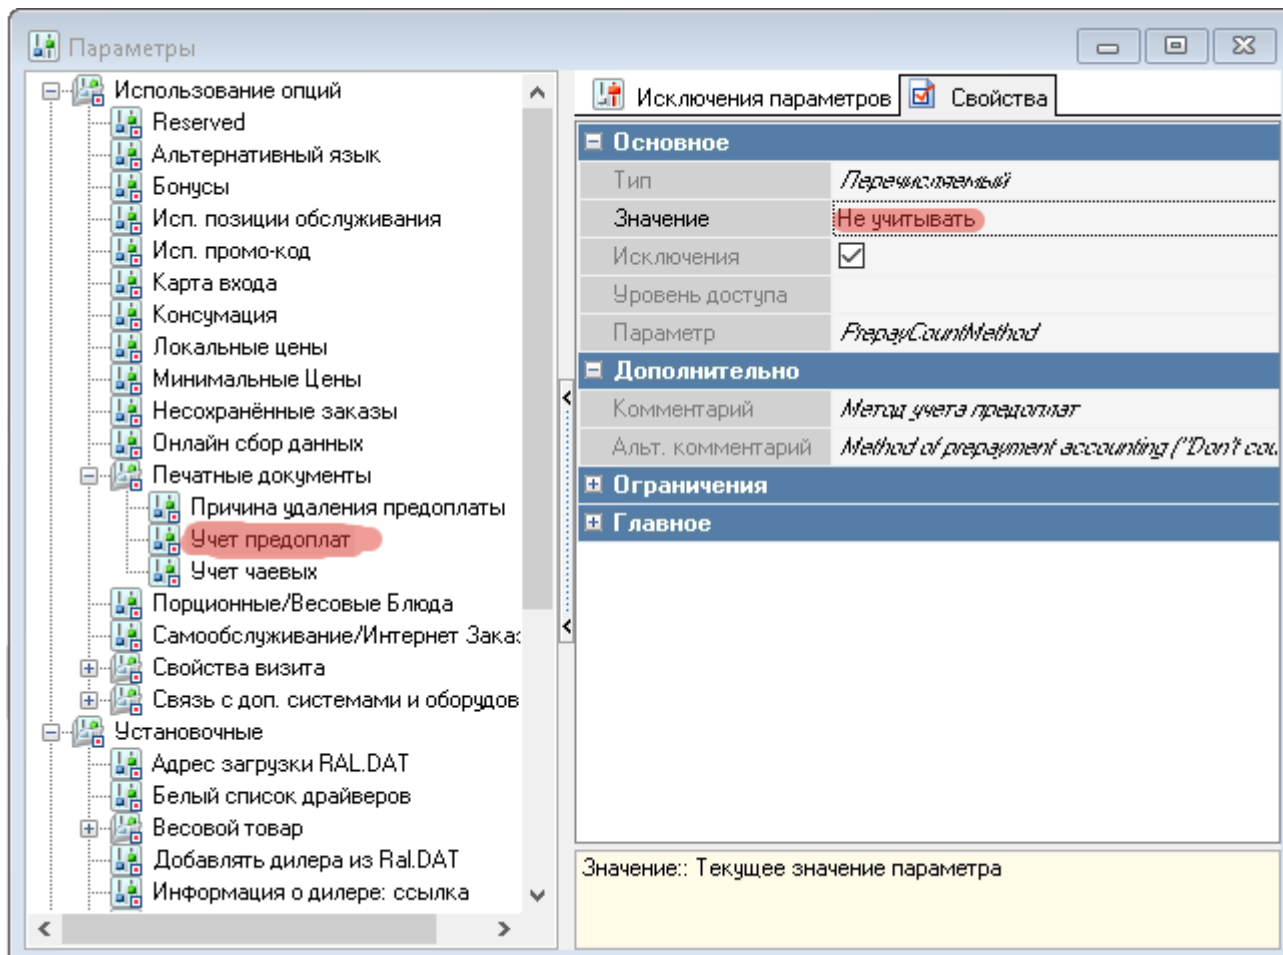 Параметры
Использование опций
Reserved
Альтернативный язык
Бонусы
Исп. позиции обслуживания
Исп. промо-код
Карта входа
Консумация
Локальные цены
Минимальные Цены
Несохранённые заказы
Онлайн сбор данных
Печатные документы
Причина удаления предоплаты
Учет предоплат
Учет чаевых
Порционные/Весовые Блюда
Самообслуживание/Интернет Заказ
Свойства визита
Связь с доп. системами и оборудов
Установочные
Адрес загрузки RAL.DAT
Белый список драйверов
Весовой товар
Добавлять дилера из Ral.DAT
Информация о дилере: ссылка
Исключения параметров Свойства
Основное
Тип Перечисляемый
Значение Не учитывать
Исключения
Уровень доступа
Параметр PrepayCountMethod
Дополнительно
Комментарий Метод учета предоплат
Альт. комментарий Method of prepayment accounting ("Don't cou
Ограничения
Главное
Значение:: Текущее значение параметра